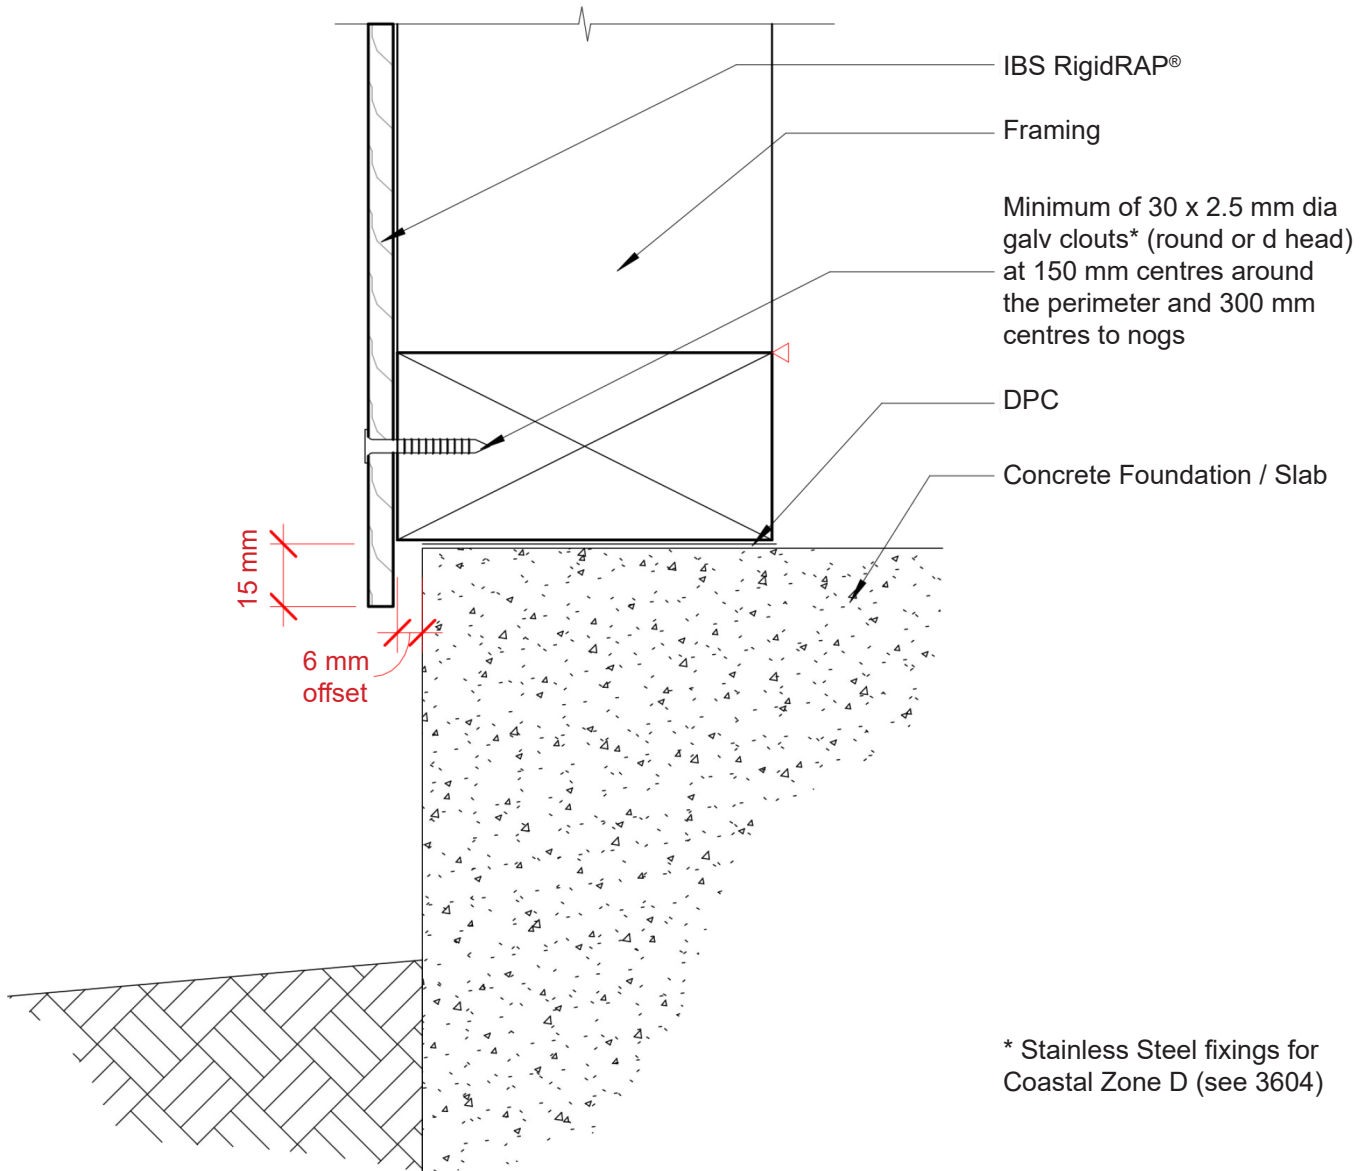 IBS RigidRAP®
Framing
Minimum of 30 x 2.5 mm dia
galv clouts* (round or d head)
at 150 mm centres around
the perimeter and 300 mm
centres to nogs
DPC
Concrete Foundation / Slab
15 mm
6 mm
offset
* Stainless Steel fixings for
Coastal Zone D (see 3604)